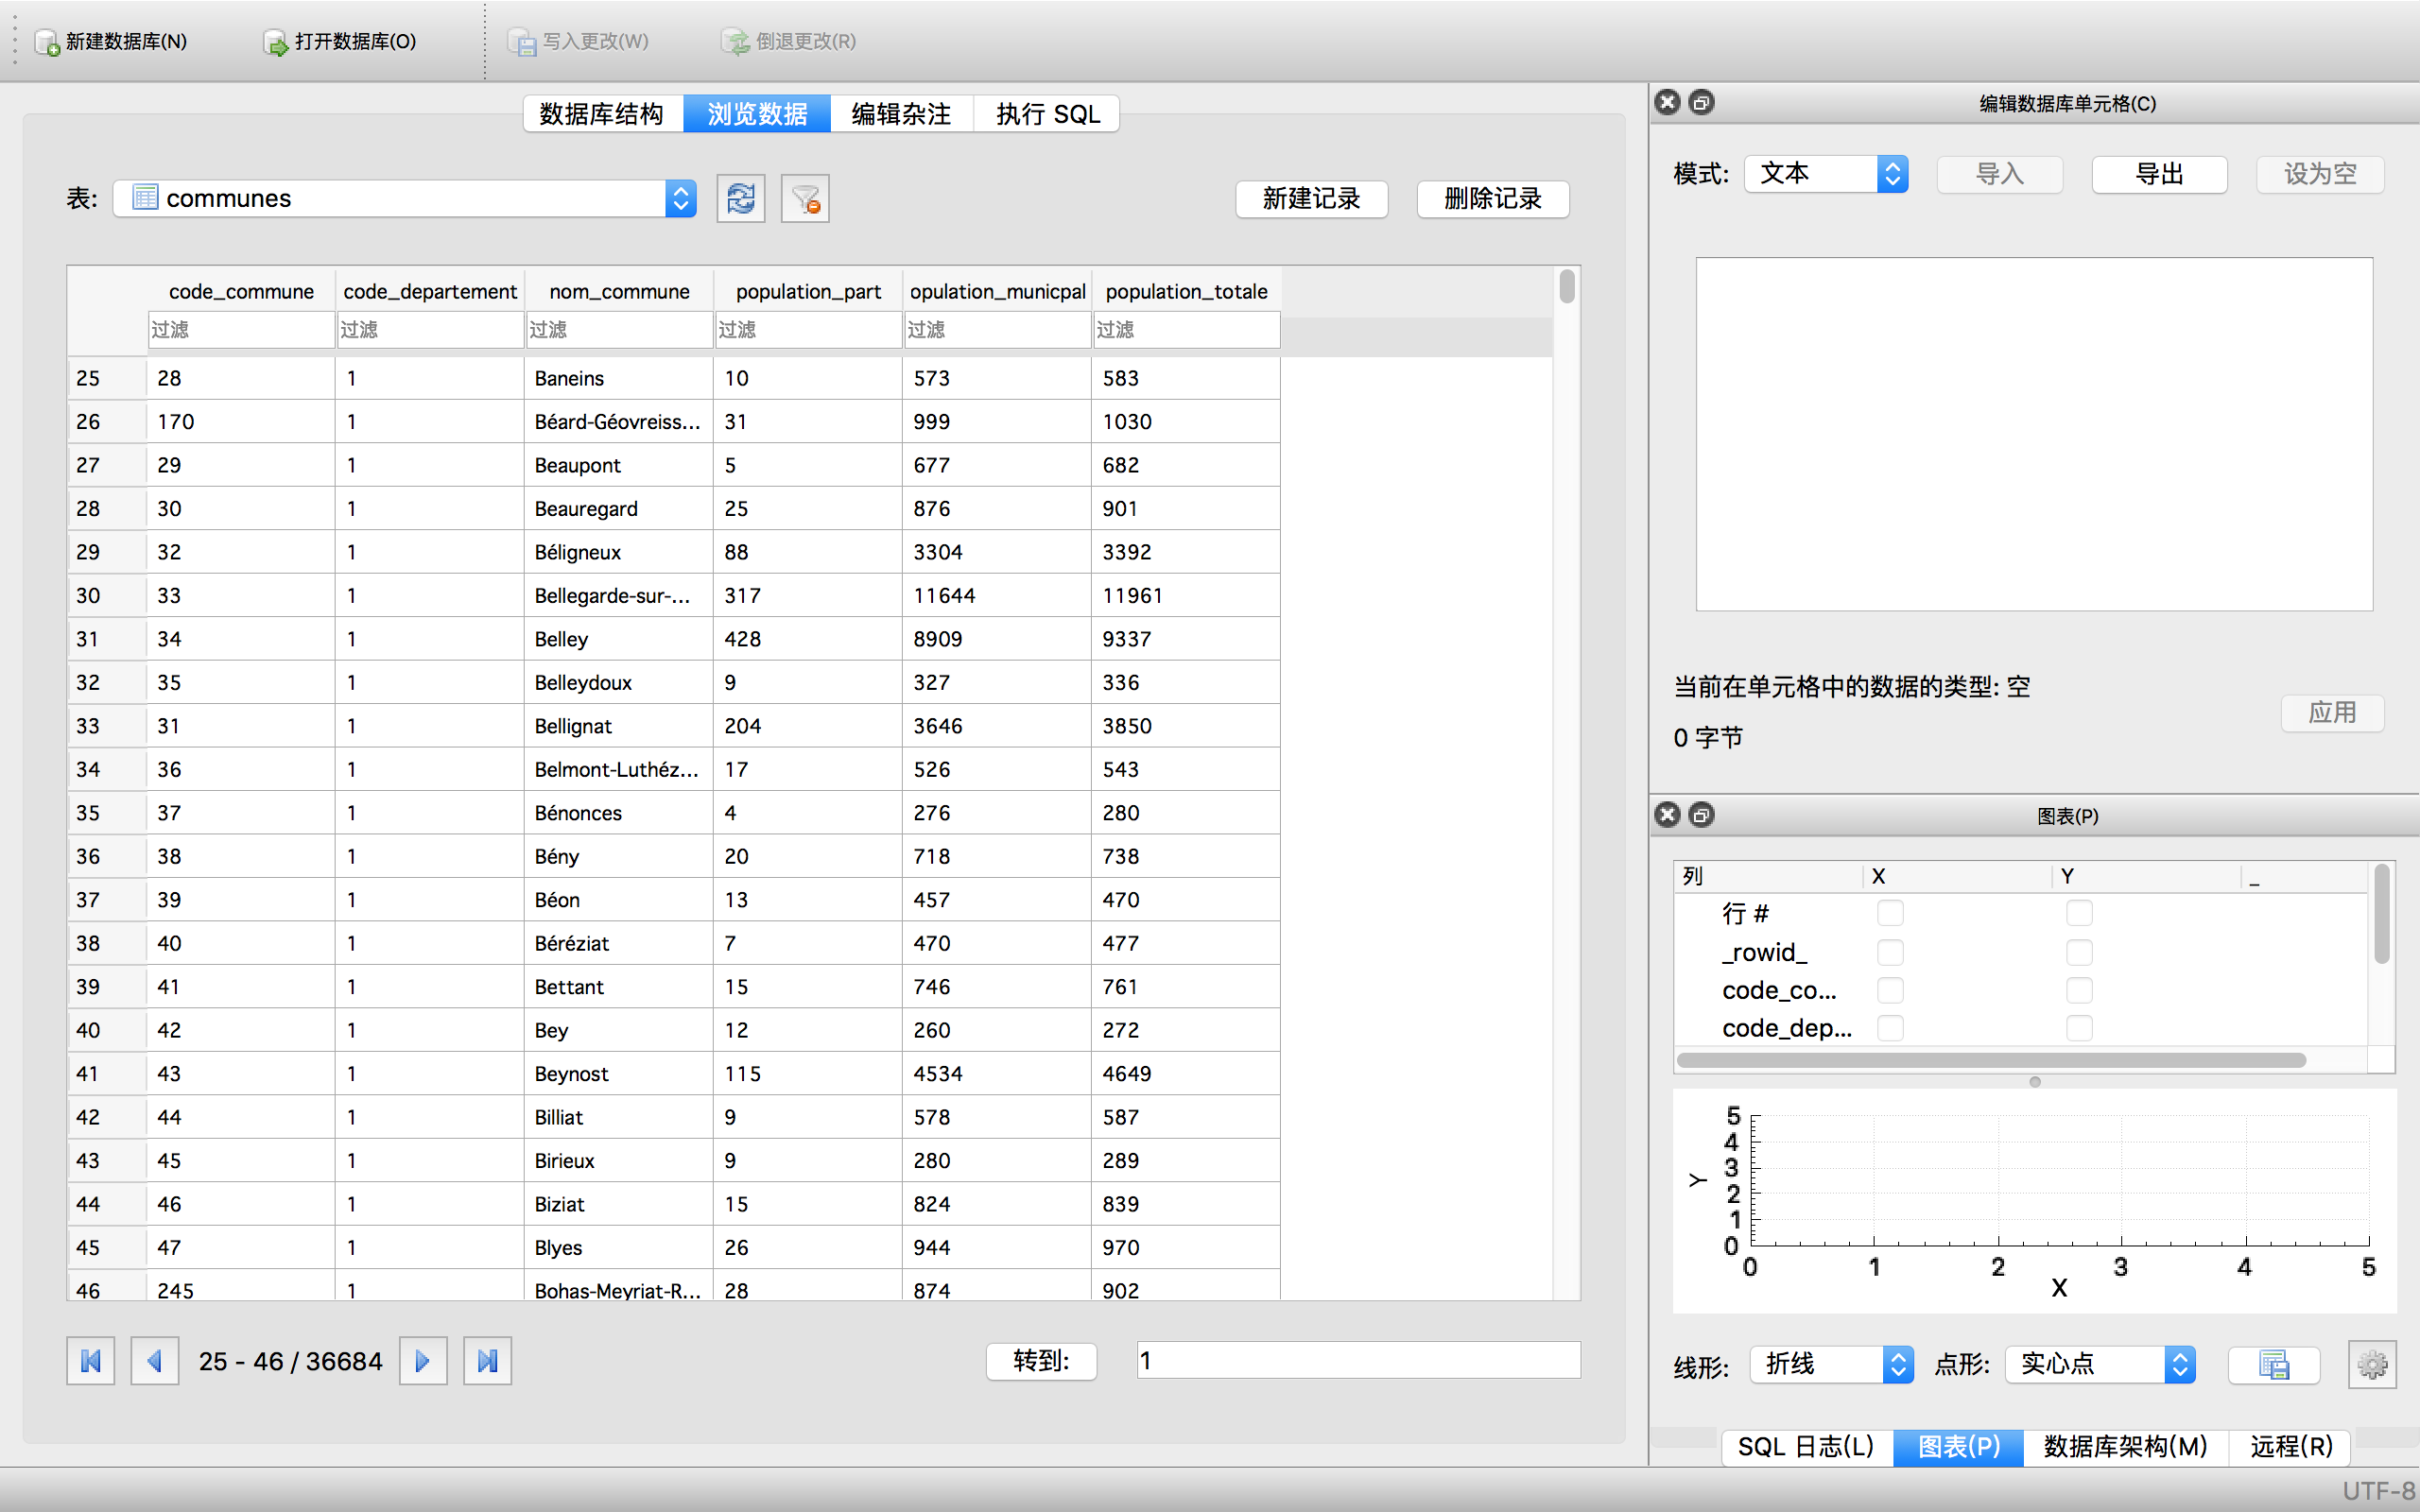 新建数据库(N) 打开数据库(O) 写入更改(W) 倒退更改(R)
数据库结构 浏览数据 编辑杂注 执行 SQL
表: communes 新建记录 删除记录
code_commune code_departement nom_commune population_part opulation_municpal population_totale
过滤 过滤 过滤 过滤 过滤 过滤
25 28 1 Baneins 10 573 583
26 170 1 Béard-Géovreiss... 31 999 1030
27 29 1 Beaupont 5 677 682
28 30 1 Beauregard 25 876 901
29 32 1 Béligneux 88 3304 3392
30 33 1 Bellegarde-sur-... 317 11644 11961
31 34 1 Belley 428 8909 9337
32 35 1 Belleydoux 9 327 336
33 31 1 Bellignat 204 3646 3850
34 36 1 Belmont-Luthéz... 17 526 543
35 37 1 Bénonces 4 276 280
36 38 1 Bény 20 718 738
37 39 1 Béon 13 457 470
38 40 1 Béréziat 7 470 477
39 41 1 Bettant 15 746 761
40 42 1 Bey 12 260 272
41 43 1 Beynost 115 4534 4649
42 44 1 Billiat 9 578 587
43 45 1 Birieux 9 280 289
44 46 1 Biziat 15 824 839
45 47 1 Blyes 26 944 970
46 245 1 Bohas-Meyriat-R... 28 874 902
25 - 46 / 36684 转到: 1
编辑数据库单元格(C)
模式: 文本 导入 导出 设为空
当前在单元格中的数据的类型: 空
应用
0 字节
图表(P)
列 X Y _
行 #
_rowid_
code_co...
code_dep...
5
4
3
2
1
0
Y
0 1 2 3 4 5
X
线形: 折线 点形: 实心点
SQL 日志(L) 图表(P) 数据库架构(M) 远程(R)
UTF-8